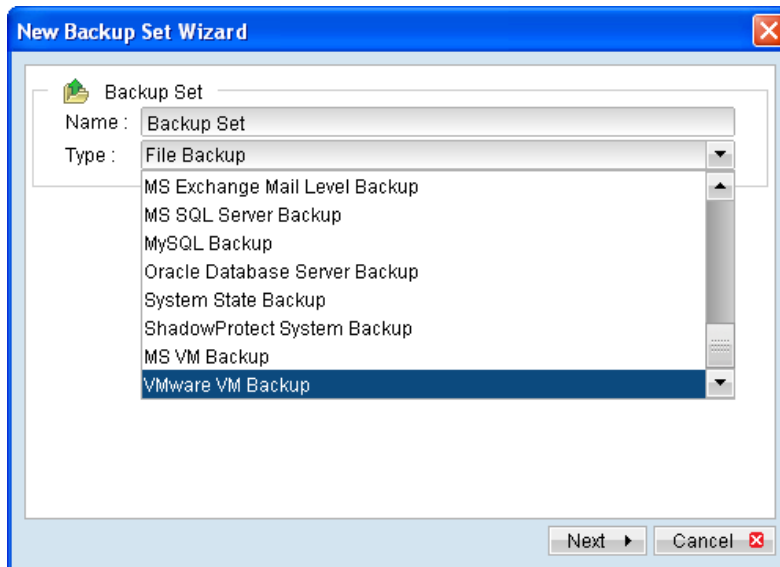 New Backup Set Wizard
Backup Set
Name : Backup Set
Type : File Backup
MS Exchange Mail Level Backup
MS SQL Server Backup
MySQL Backup
Oracle Database Server Backup
System State Backup
ShadowProtect System Backup
MS VM Backup
VMware VM Backup
Next Cancel